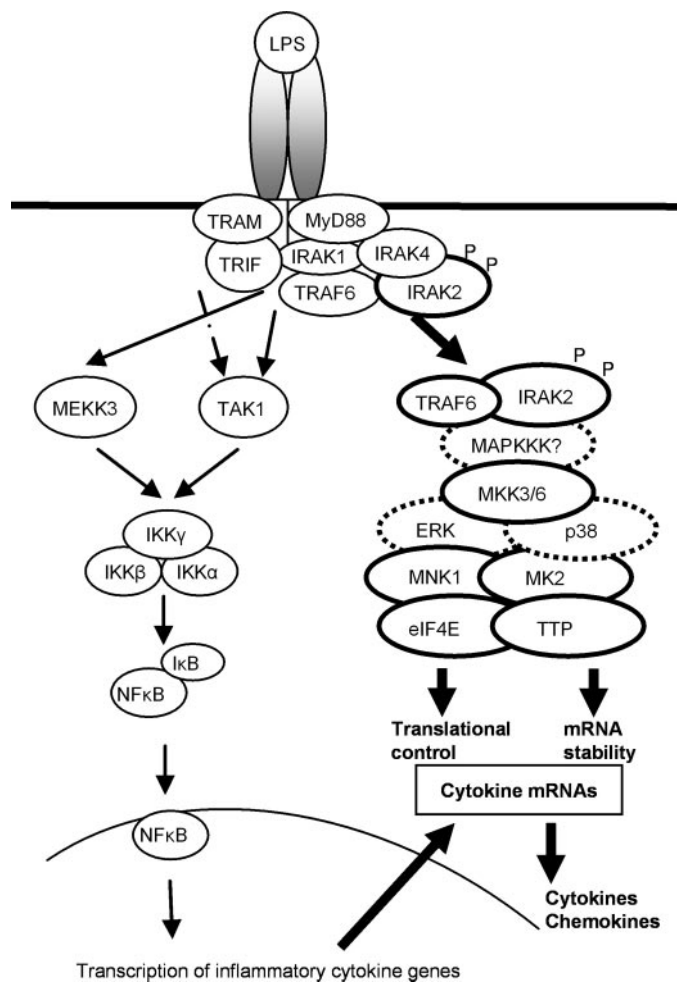 LPS
TRAM
MyD88
TRIF
IRAK1
IRAK4
P
P
TRAF6
IRAK2
P
P
MEKK3
TAK1
TRAF6
IRAK2
MAPKKK?
MKK3/6
IKKγ
ERK
p38
IKKβ
IKKα
MNK1
MK2
eIF4E
TTP
IκB
NFκB
Translational
control
mRNA
stability
Cytokine mRNAs
NFκB
Cytokines
Chemokines
Transcription of inflammatory cytokine genes